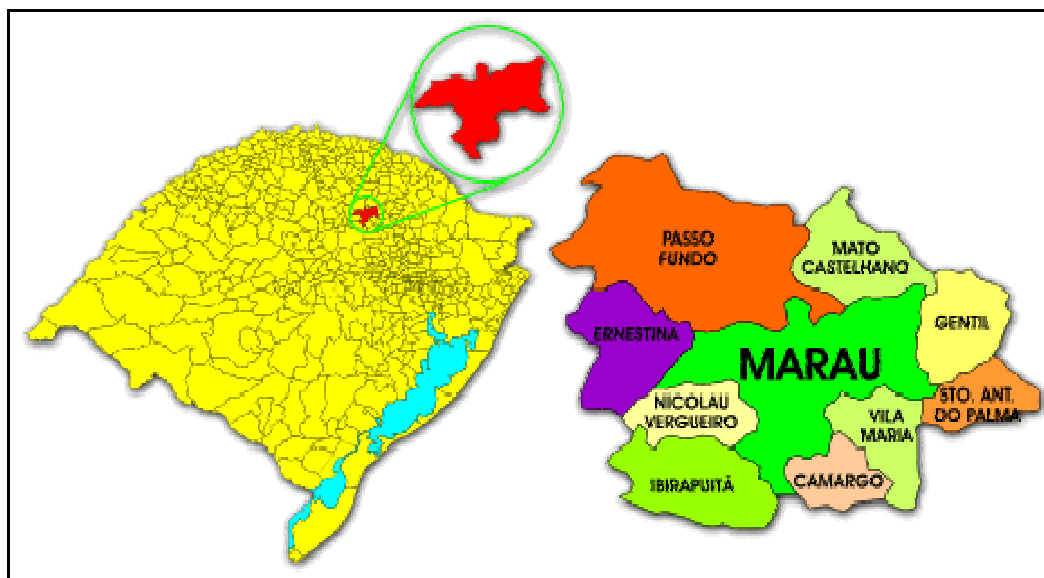 PASSO
FUNDO
MATO
CASTELHANO
ERNESTINA
GENTIL
MARAU
NICOLAU
VERGUEIRO
VILA
MARIA
STO. ANT.
DO PALMA
IBIRAPUITÃ
CAMARGO